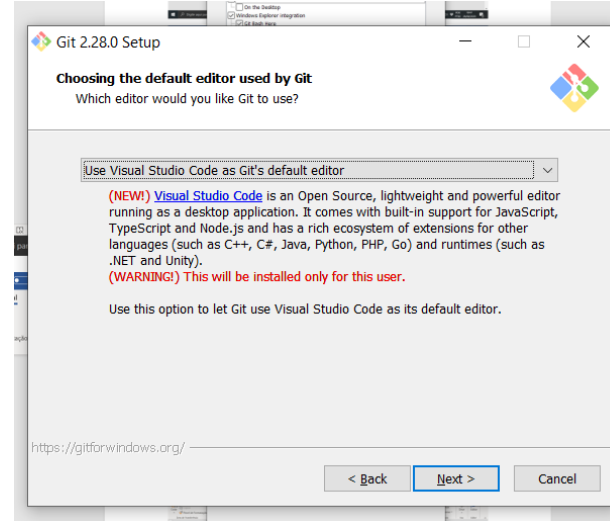 On the Desktop
Windows Explorer integration
Git Bash Here
Git 2.28.0 Setup
Choosing the default editor used by Git
Which editor would you like Git to use?
Use Visual Studio Code as Git's default editor
(NEW!) Visual Studio Code is an Open Source, lightweight and powerful editor
running as a desktop application. It comes with built-in support for JavaScript,
TypeScript and Node.js and has a rich ecosystem of extensions for other
languages (such as C++, C#, Java, Python, PHP, Go) and runtimes (such as
.NET and Unity).
(WARNING!) This will be installed only for this user.
Use this option to let Git use Visual Studio Code as its default editor.
https://gitforwindows.org/
< Back
Next >
Cancel